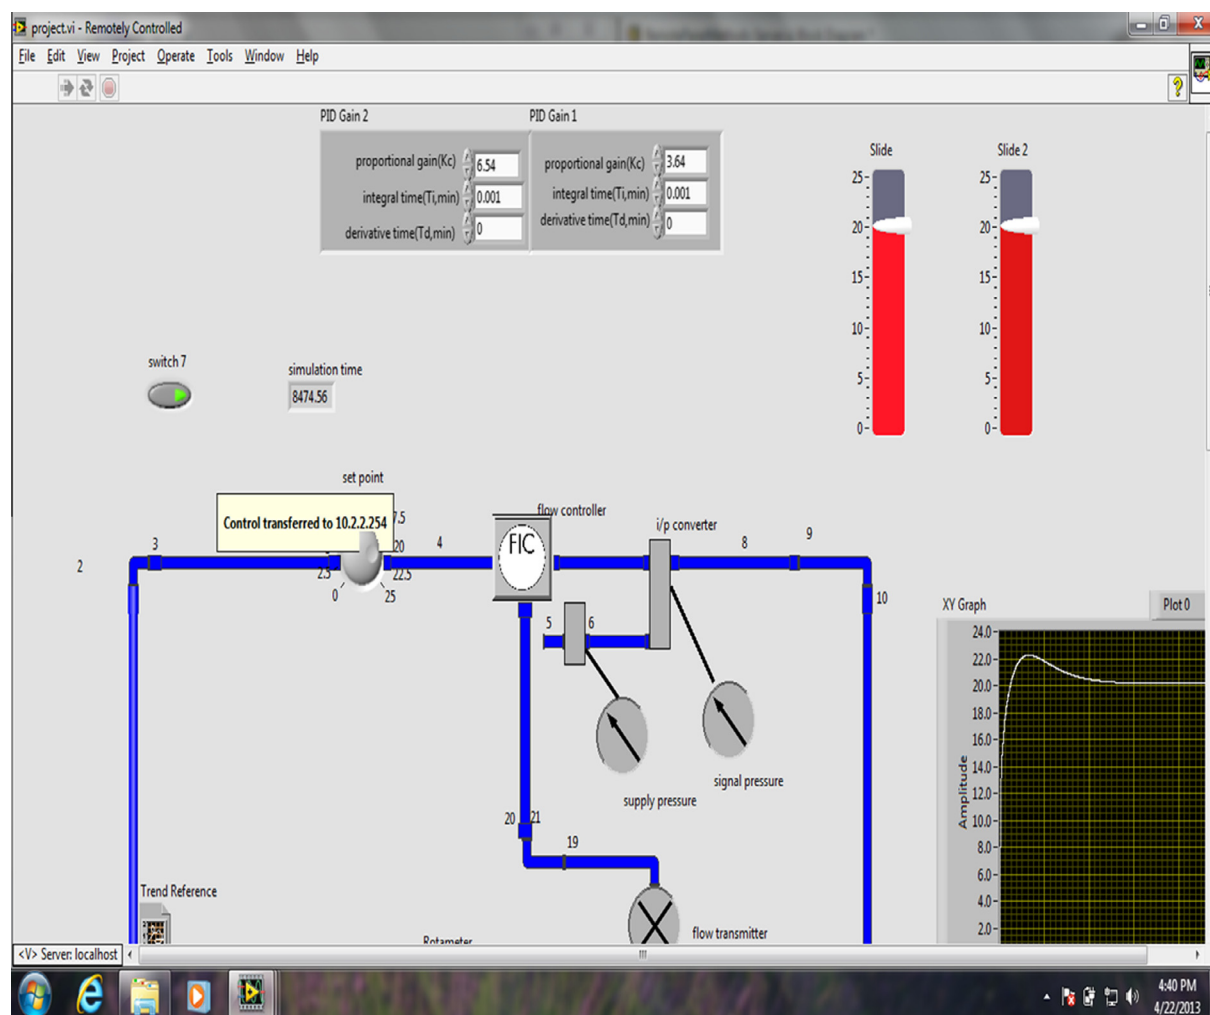 project.vi - Remotely Controlled
File Edit View Project Operate Tools Window Help
?
PID Gain 2
PID Gain 1
proportional gain(Kc) 6.54
integral time(Ti,min) 0.001
derivative time(Td,min) 0
proportional gain(Kc) 3.64
integral time(Ti,min) 0.001
derivative time(Td,min) 0
Slide
25-
20-
15-
10-
5-
0-
Slide 2
25-
20-
15-
10-
5-
0-
switch 7
simulation time
8474.56
set point
Control transferred to 10.2.2.254
7.5
20
22.5
25
0
2.5
2
3
4
flow controller
FIC
i/p converter
8
9
10
5
6
supply pressure
signal pressure
20
21
19
flow transmitter
Rotameter
Trend Reference
XY Graph
Plot 0
Amplitude
24.0-
22.0-
20.0-
18.0-
16.0-
14.0-
12.0-
10.0-
8.0-
6.0-
4.0-
2.0-
<V> Server: localhost
4:40 PM
4/22/2013